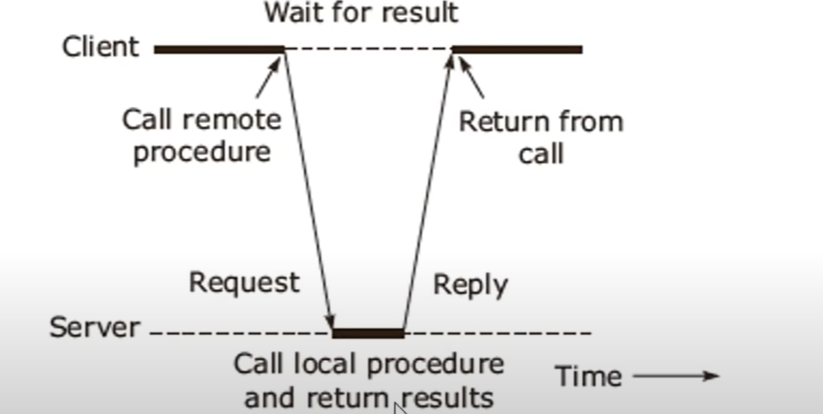 Wait for result
Client
Call remote
procedure
Return from
call
Request
Reply
Server
Call local procedure
and return results
Time